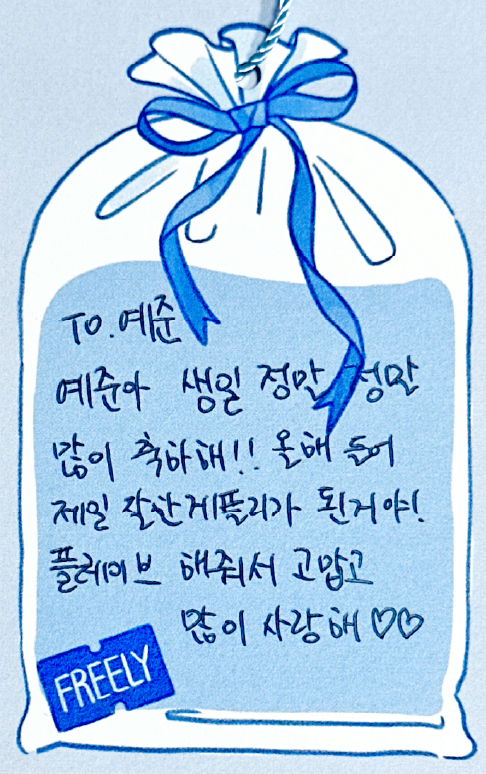 TO. 예준
예준아 생일 정말 정말
많이 축하해!! 올해 들어
제일 잘한게 플리가 된거야!
플레이브 해줘서 고맙고
많이 사랑해♡♡
FREELY